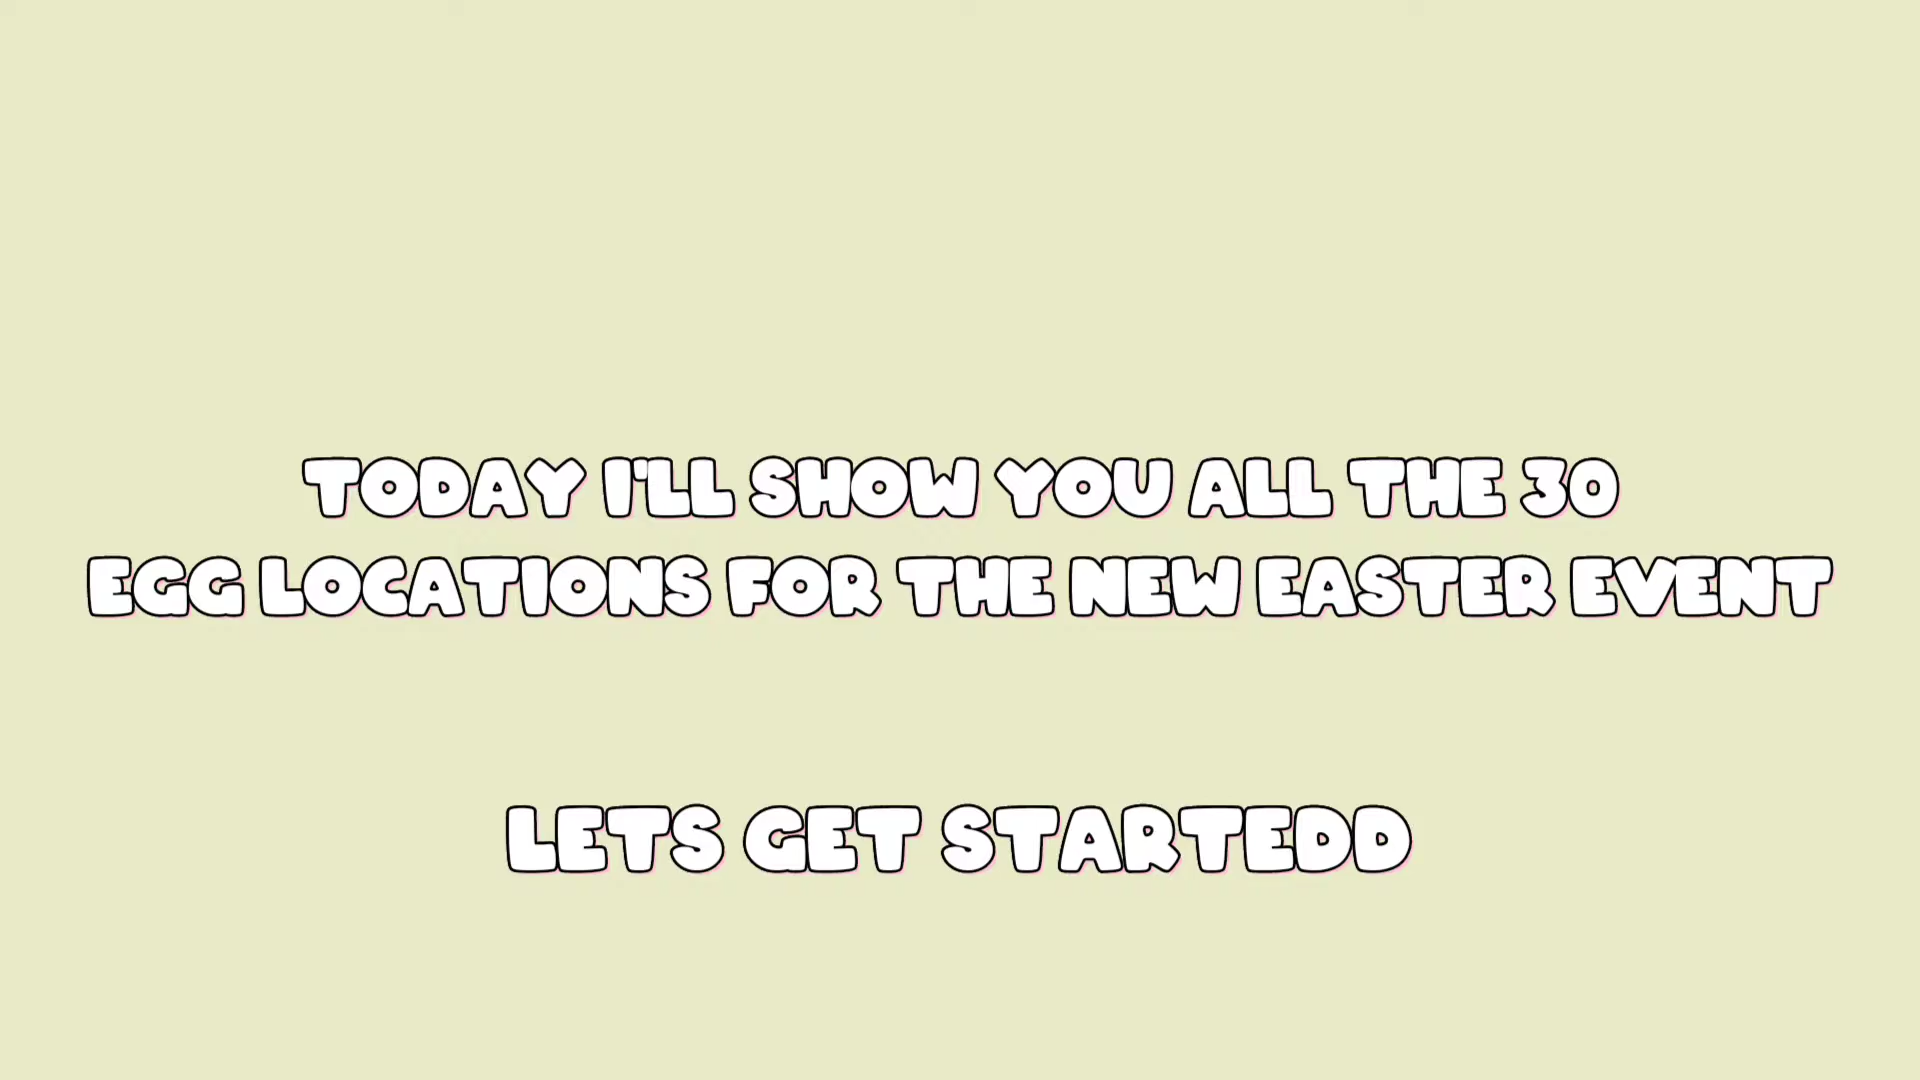 TODAY I'LL SHOW YOU ALL THE 30
EGG LOCATIONS FOR THE NEW EASTER EVENT
LETS GET STARTEDD